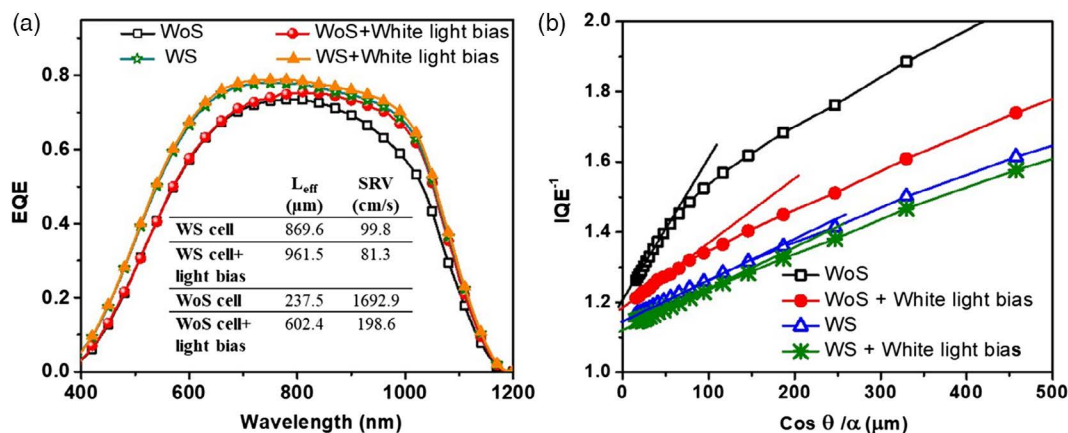 (a)
WoS
WoS+White light bias
WS
WS+White light bias
EQE
0.8
0.6
0.4
0.2
0.0
L_eff (μm) SRV (cm/s)
WS cell 869.6 99.8
WS cell+ light bias 961.5 81.3
WoS cell 237.5 1692.9
WoS cell+ light bias 602.4 198.6
400 600 800 1000 1200
Wavelength (nm)
(b)
IQE⁻¹
2.0
1.8
1.6
1.4
1.2
1.0
WoS
WoS + White light bias
WS
WS + White light bias
0 100 200 300 400 500
Cos θ /α (μm)